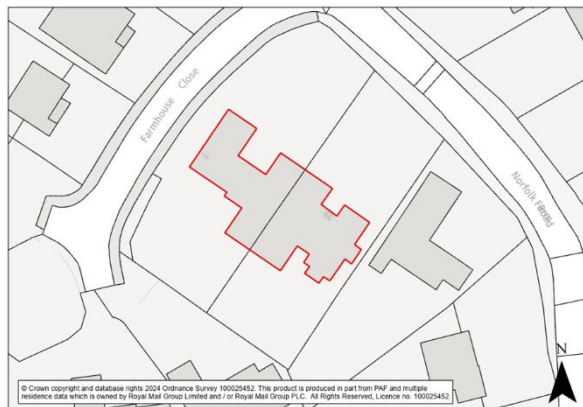 Farmhouse Close
Norfolk Farm Road
N
© Crown copyright and database rights 2024 Ordnance Survey 100025452. This product is produced in part from PAF and multiple
residence data which is owned by Royal Mail Group Limited and / or Royal Mail Group PLC. All Rights Reserved, Licence no. 100025452.